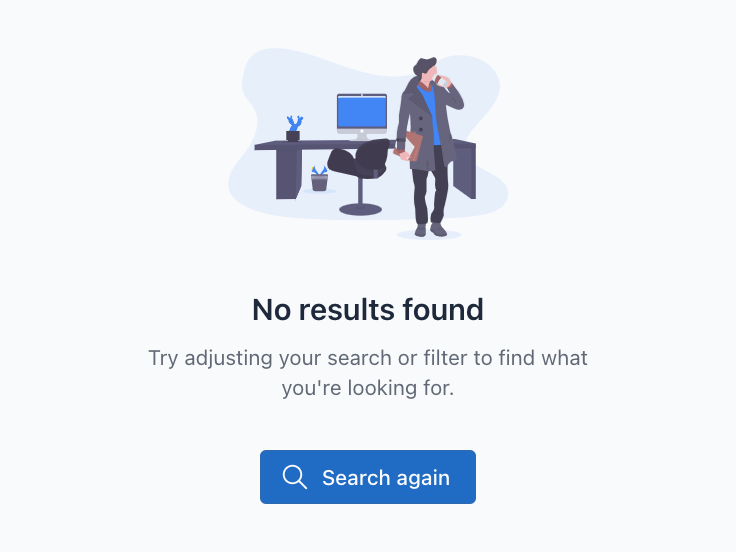 No results found
Try adjusting your search or filter to find what
you're looking for.
Search again